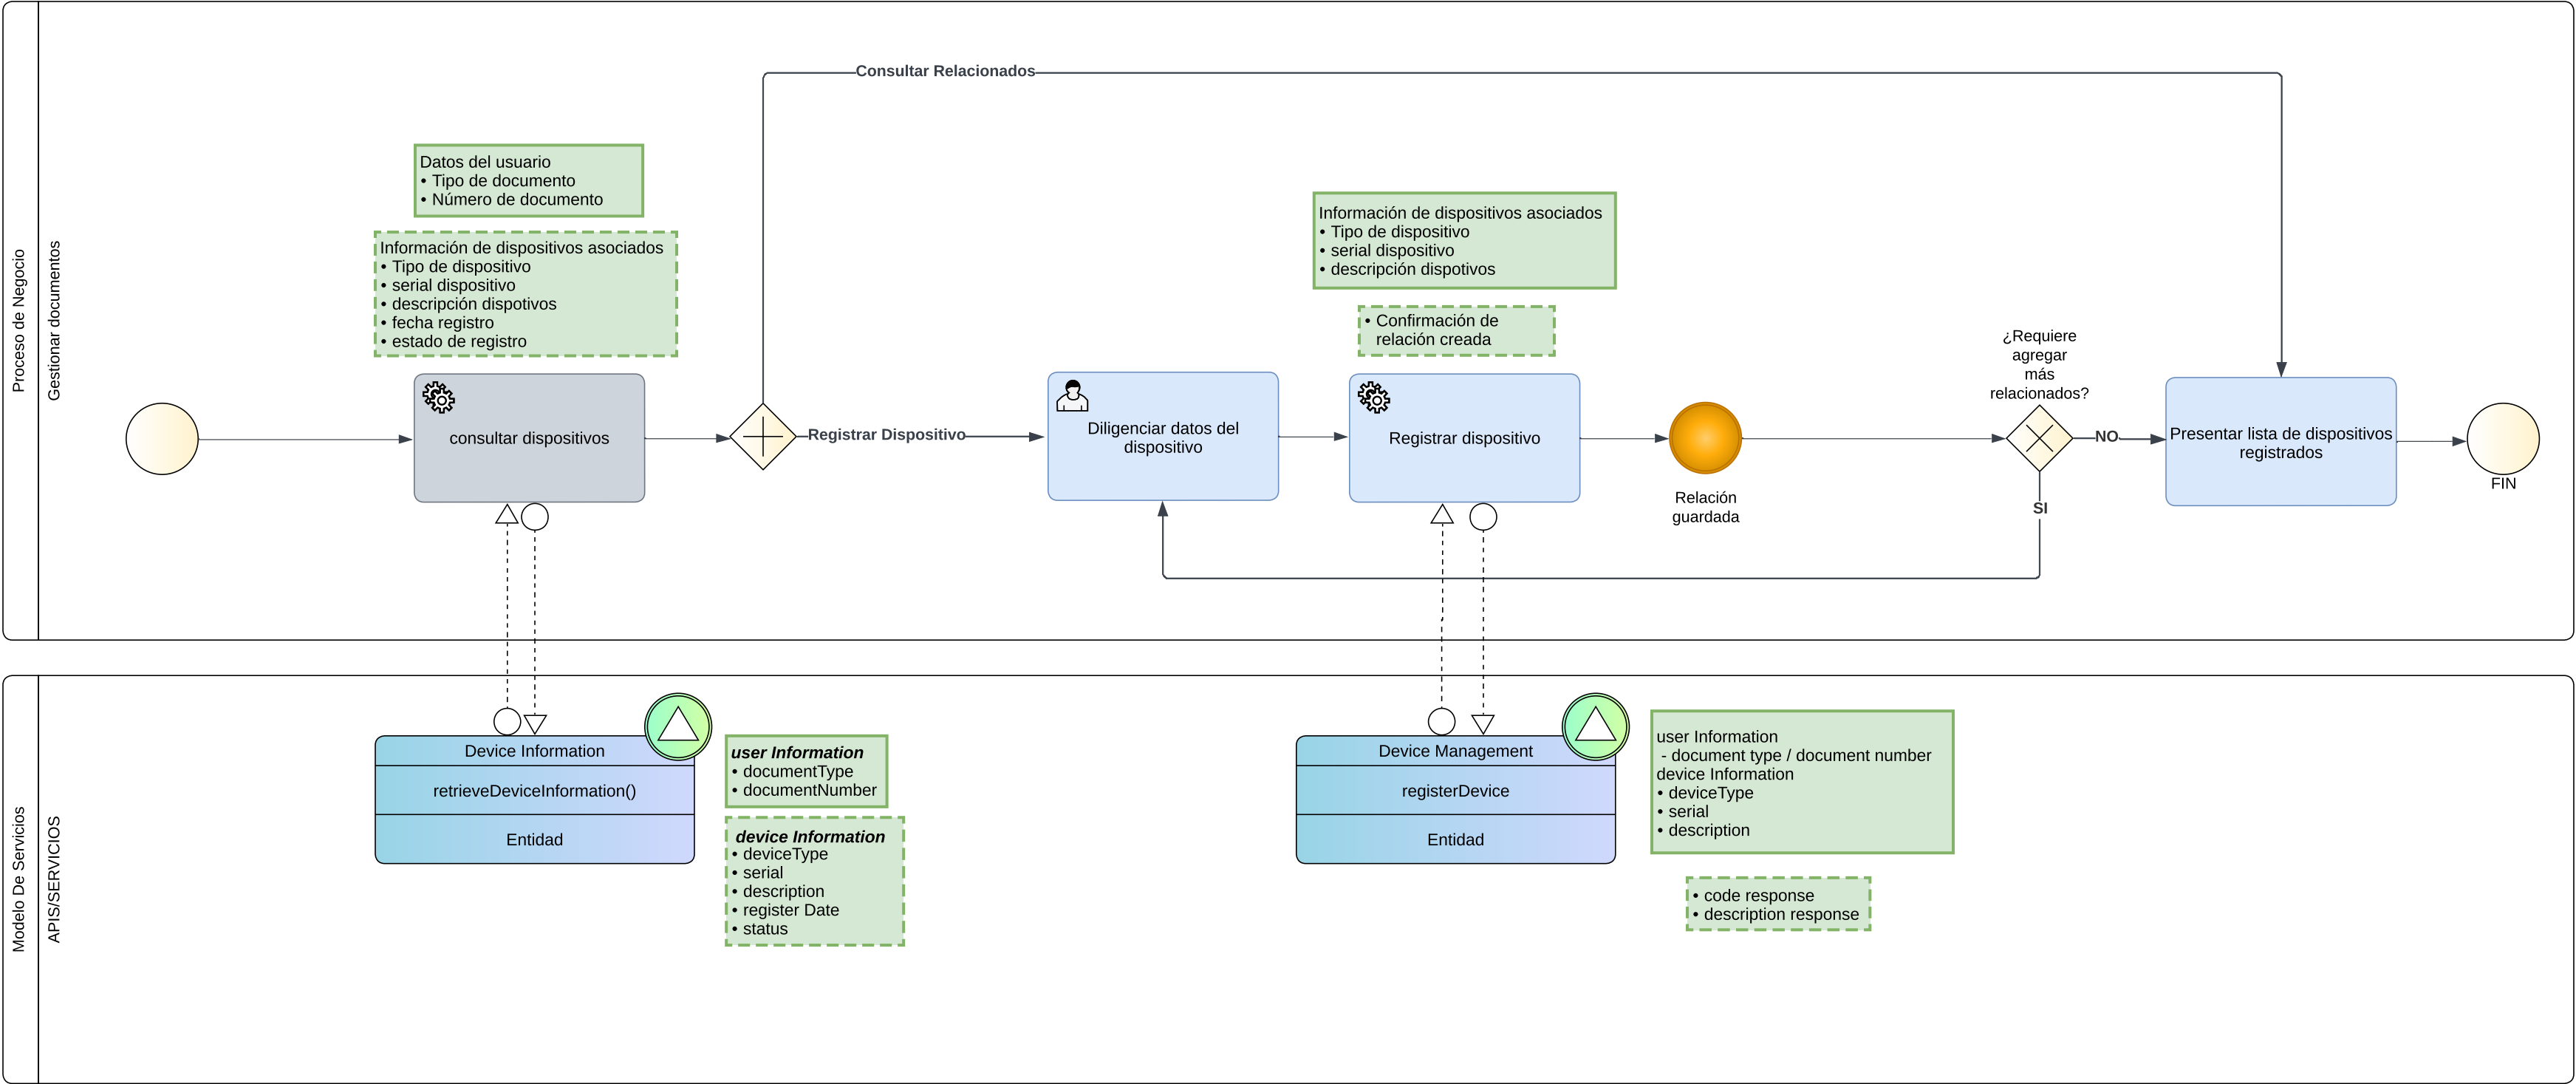 Proceso de Negocio
Gestionar documentos
Consultar Relacionados
Datos del usuario
• Tipo de documento
• Número de documento
Información de dispositivos asociados
• Tipo de dispositivo
• serial dispositivo
• descripción dispotivos
• fecha registro
• estado de registro
consultar dispositivos
Registrar Dispositivo
Diligenciar datos del
dispositivo
Información de dispositivos asociados
• Tipo de dispositivo
• serial dispositivo
• descripción dispotivos
• Confirmación de
relación creada
Registrar dispositivo
Relación
guardada
¿Requiere
agregar
más
relacionados?
NO
SI
Presentar lista de dispositivos
registrados
FIN
Modelo De Servicios
APIS/SERVICIOS
Device Information
retrieveDeviceInformation()
Entidad
user Information
• documentType
• documentNumber
device Information
• deviceType
• serial
• description
• register Date
• status
Device Management
registerDevice
Entidad
user Information
- document type / document number
device Information
• deviceType
• serial
• description
• code response
• description response